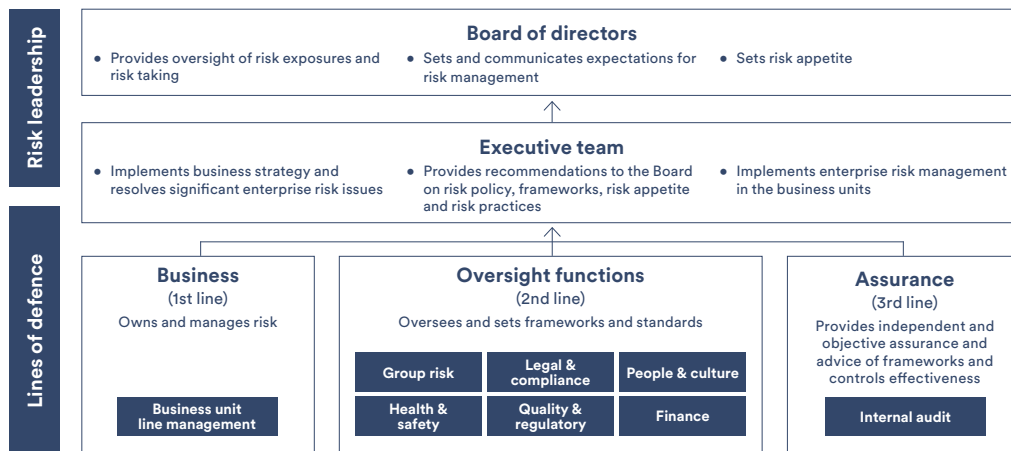 Risk leadership
Board of directors
• Provides oversight of risk exposures and
risk taking
• Sets and communicates expectations for
risk management
• Sets risk appetite
Executive team
• Implements business strategy and
resolves significant enterprise risk issues
• Provides recommendations to the Board
on risk policy, frameworks, risk appetite
and risk practices
• Implements enterprise risk management
in the business units
Lines of defence
Business
(1st line)
Owns and manages risk
Business unit
line management
Oversight functions
(2nd line)
Oversees and sets frameworks and standards
Group risk
Legal &
compliance
People & culture
Health &
safety
Quality &
regulatory
Finance
Assurance
(3rd line)
Provides independent and
objective assurance and
advice of frameworks and
controls effectiveness
Internal audit